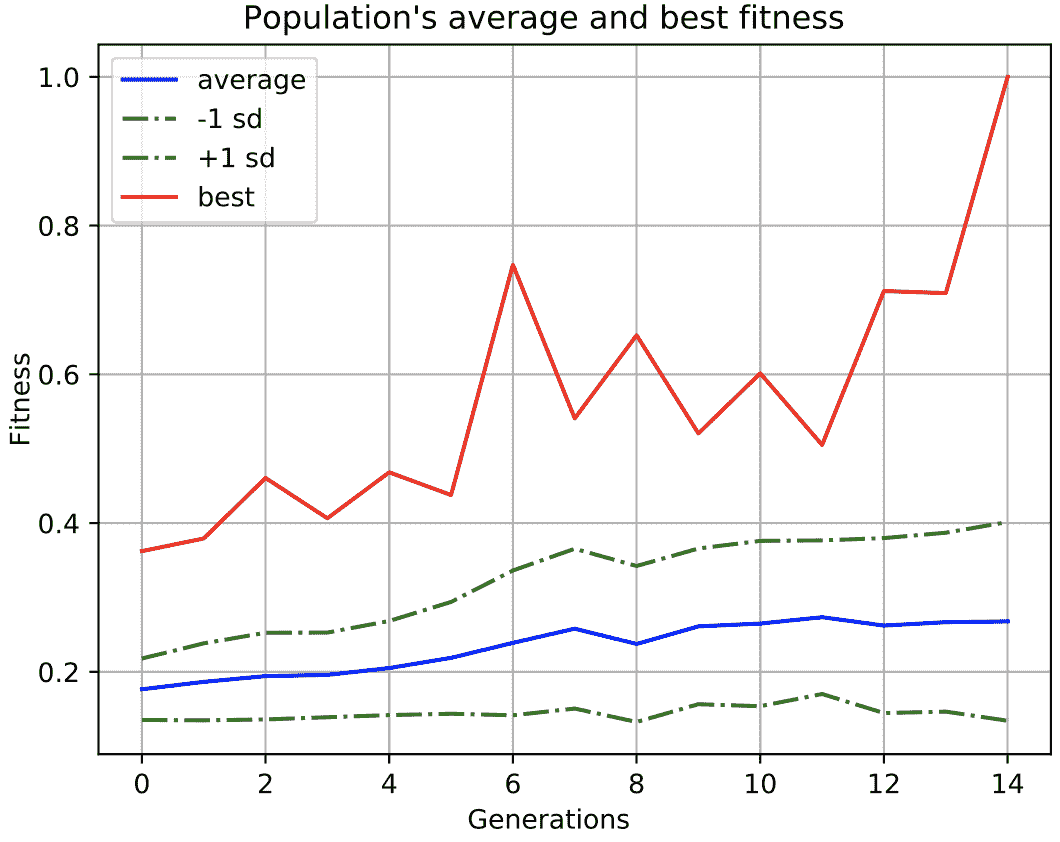 Population's average and best fitness
average
-1 sd
+1 sd
best
1.0
0.8
0.6
0.4
0.2
Fitness
0 2 4 6 8 10 12 14
Generations